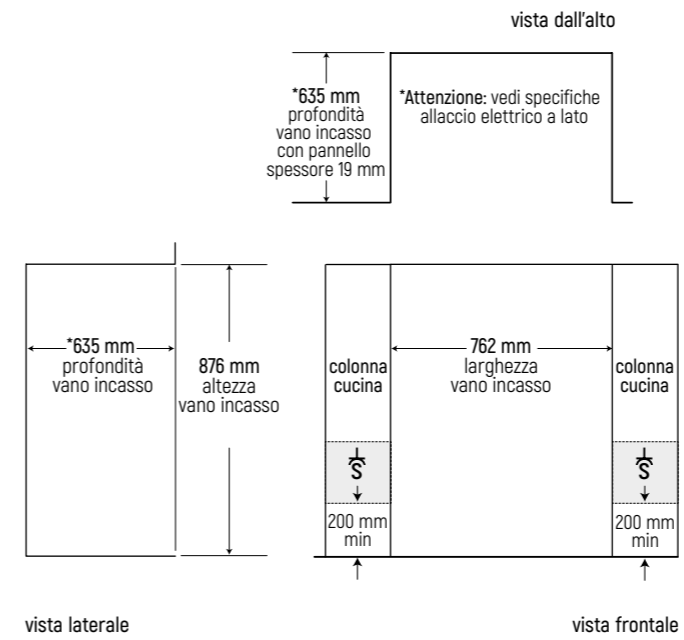 vista dall'alto
*635 mm
profondità
vano incasso
con pannello
spessore 19 mm
*Attenzione: vedi specifiche
allaccio elettrico a lato
*635 mm
profondità
vano incasso
876 mm
altezza
vano incasso
colonna
cucina
762 mm
larghezza
vano incasso
colonna
cucina
S
200 mm
min
S
200 mm
min
vista laterale
vista frontale